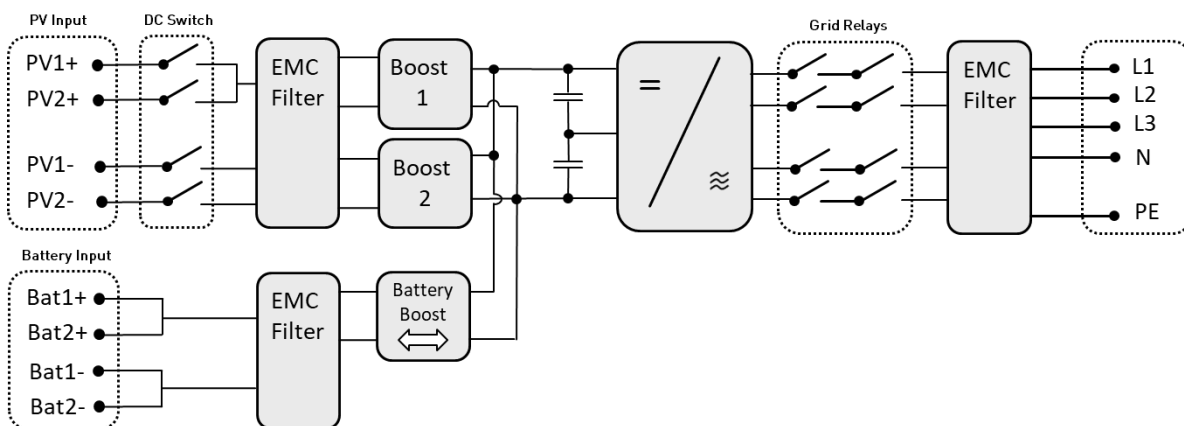 PV Input
DC Switch
Grid Relays
PV1+
PV2+
PV1-
PV2-
EMC
Filter
Boost
1
Boost
2
=
≋
EMC
Filter
L1
L2
L3
N
PE
Battery Input
Bat1+
Bat2+
Bat1-
Bat2-
EMC
Filter
Battery
Boost